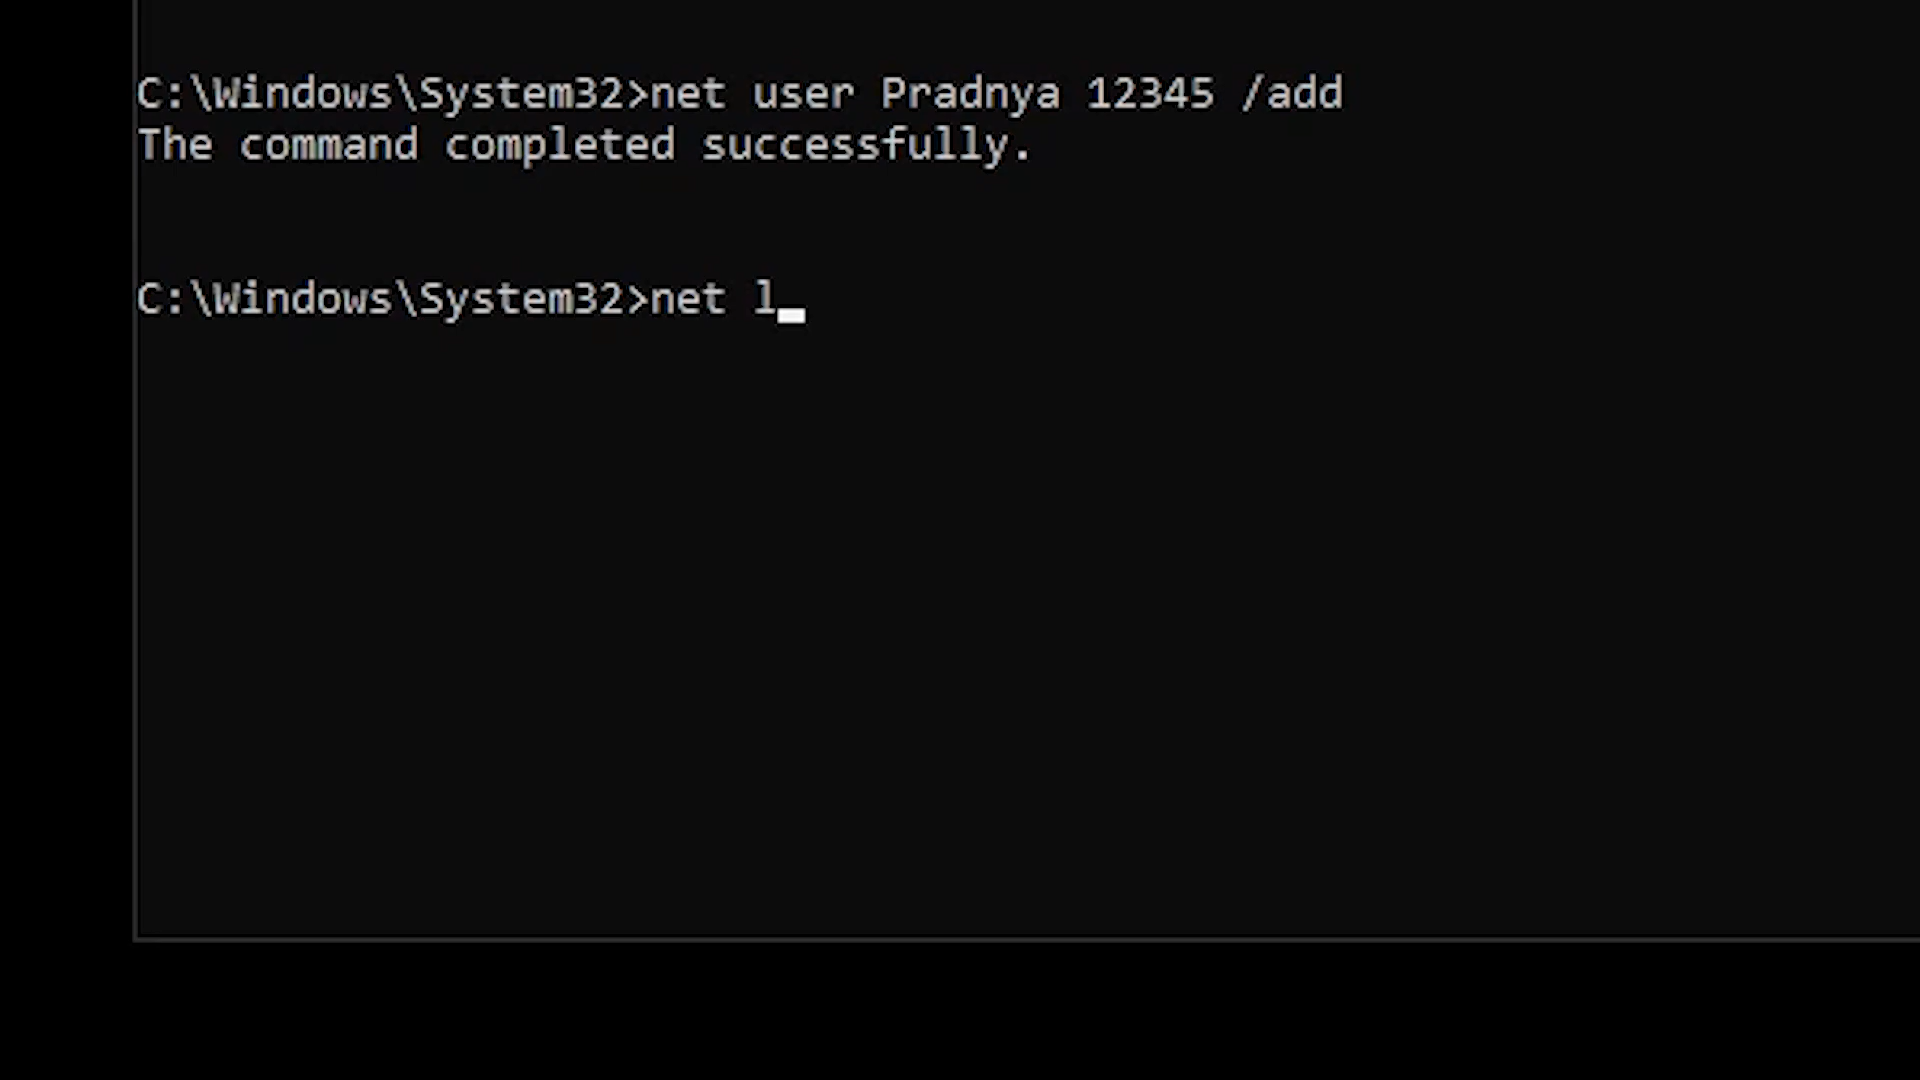 C:\Windows\System32>net user Pradnya 12345 /add
The command completed successfully.
C:\Windows\System32>net l